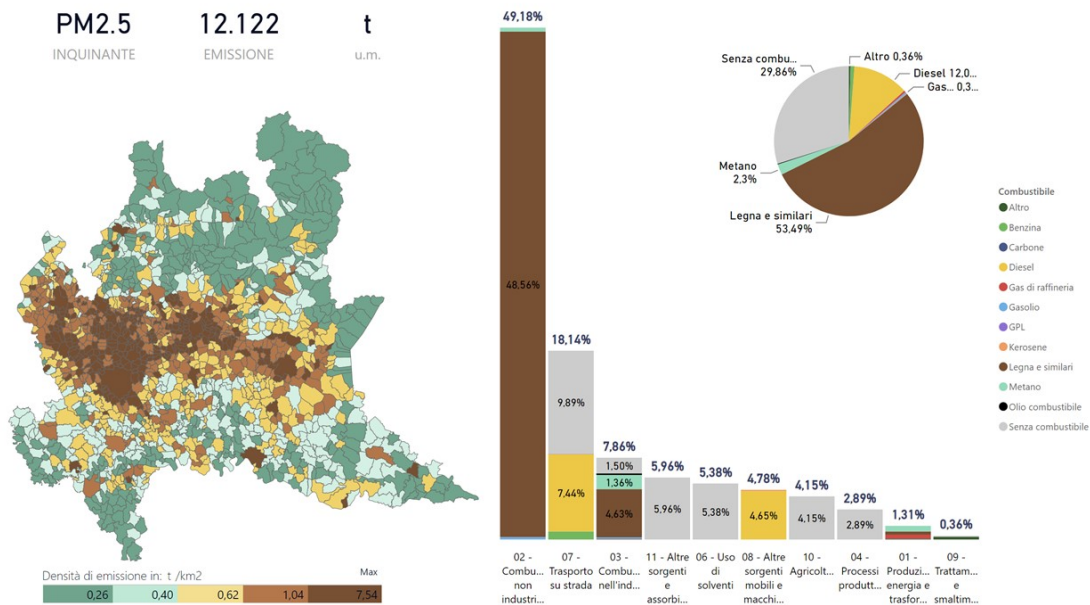 PM2.5
12.122
t
INQUINANTE
EMISSIONE
u.m.
Densità di emissione in: t /km2
Max
0,26
0,40
0,62
1,04
7,54
49,18%
48,56%
18,14%
9,89%
7,44%
7,86%
1,50%
1,36%
4,63%
5,96%
5,96%
5,38%
5,38%
4,78%
4,65%
4,15%
4,15%
2,89%
2,89%
1,31%
0,36%
02 -
Combu...
non
industri...
07 -
Trasporto
su strada
03 -
Combu...
nell'ind...
11 - Altre
sorgenti
e
assorbi...
06 - Uso
di
solventi
08 - Altre
sorgenti
mobili e
macchi...
10 -
Agricolt...
04 -
Processi
produtt...
01 -
Produzi...
energia e
trasfor...
09 -
Trattam...
e
smaltim...
Senza combu...
29,86%
Altro 0,36%
Diesel 12,0...
Gas... 0,3...
Metano
2,3%
Legna e similari
53,49%
Combustibile
Altro
Benzina
Carbone
Diesel
Gas di raffineria
Gasolio
GPL
Kerosene
Legna e similari
Metano
Olio combustibile
Senza combustibile